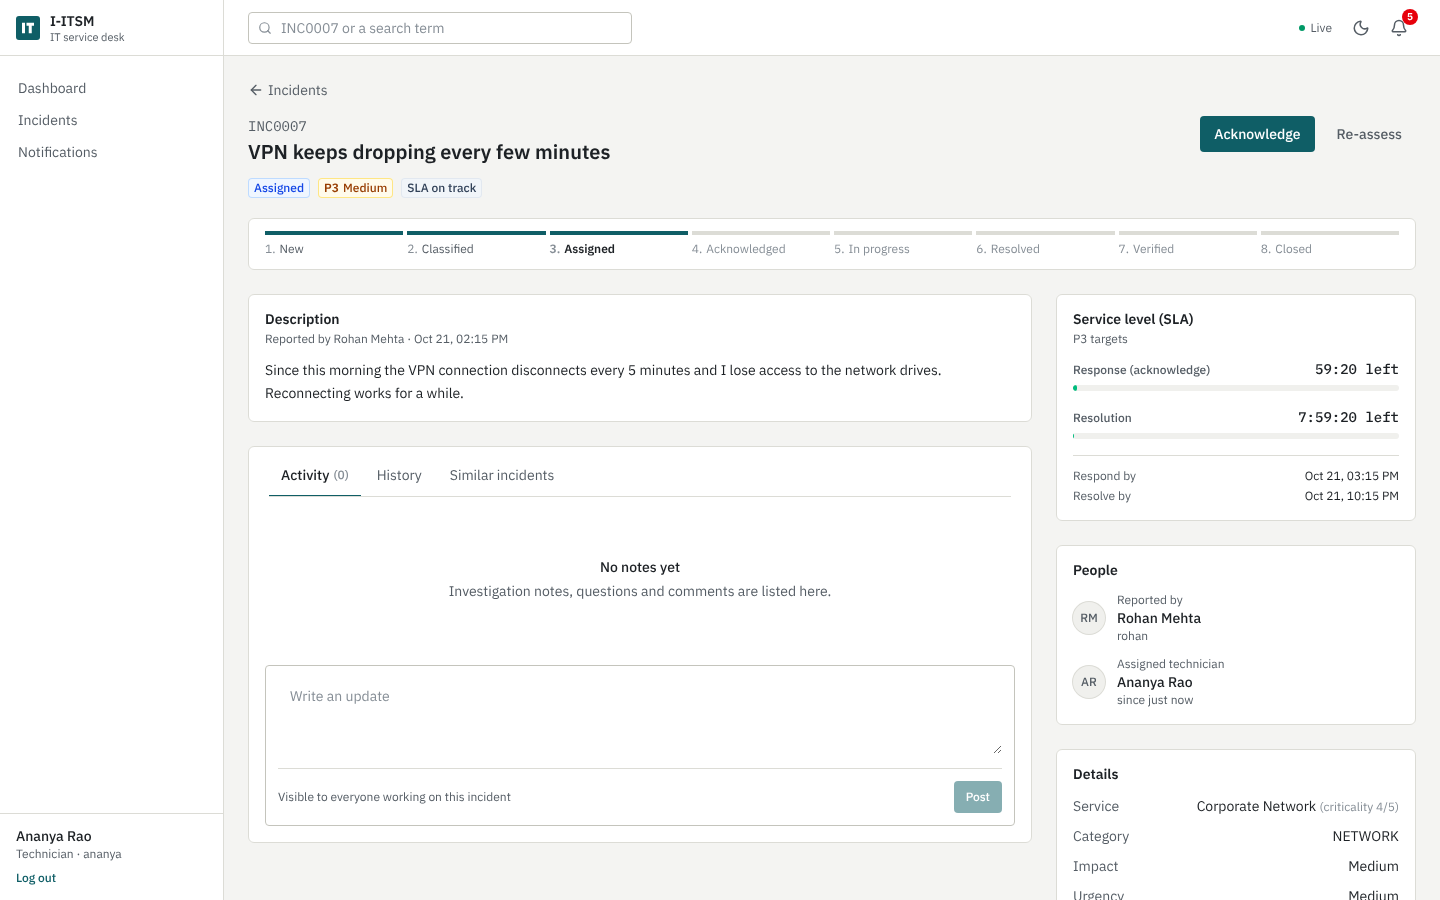 IT
I-ITSM
IT service desk
INC0007 or a search term
Live
5
Dashboard
Incidents
Notifications
Incidents
INC0007
VPN keeps dropping every few minutes
Acknowledge
Re-assess
Assigned
P3 Medium
SLA on track
1. New
2. Classified
3. Assigned
4. Acknowledged
5. In progress
6. Resolved
7. Verified
8. Closed
Description
Reported by Rohan Mehta · Oct 21, 02:15 PM
Since this morning the VPN connection disconnects every 5 minutes and I lose access to the network drives.
Reconnecting works for a while.
Activity (0)
History
Similar incidents
No notes yet
Investigation notes, questions and comments are listed here.
Write an update
Visible to everyone working on this incident
Post
Service level (SLA)
P3 targets
Response (acknowledge) 59:20 left
Resolution 7:59:20 left
Respond by Oct 21, 03:15 PM
Resolve by Oct 21, 10:15 PM
People
RM
Reported by
Rohan Mehta
rohan
AR
Assigned technician
Ananya Rao
since just now
Details
Service Corporate Network (criticality 4/5)
Category NETWORK
Impact Medium
Urgency Medium
Ananya Rao
Technician · ananya
Log out